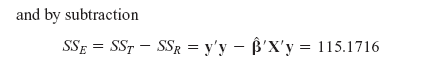 and by subtraction
SS_E = SS_T − SS_R = y′y − β̂′X′y = 115.1716